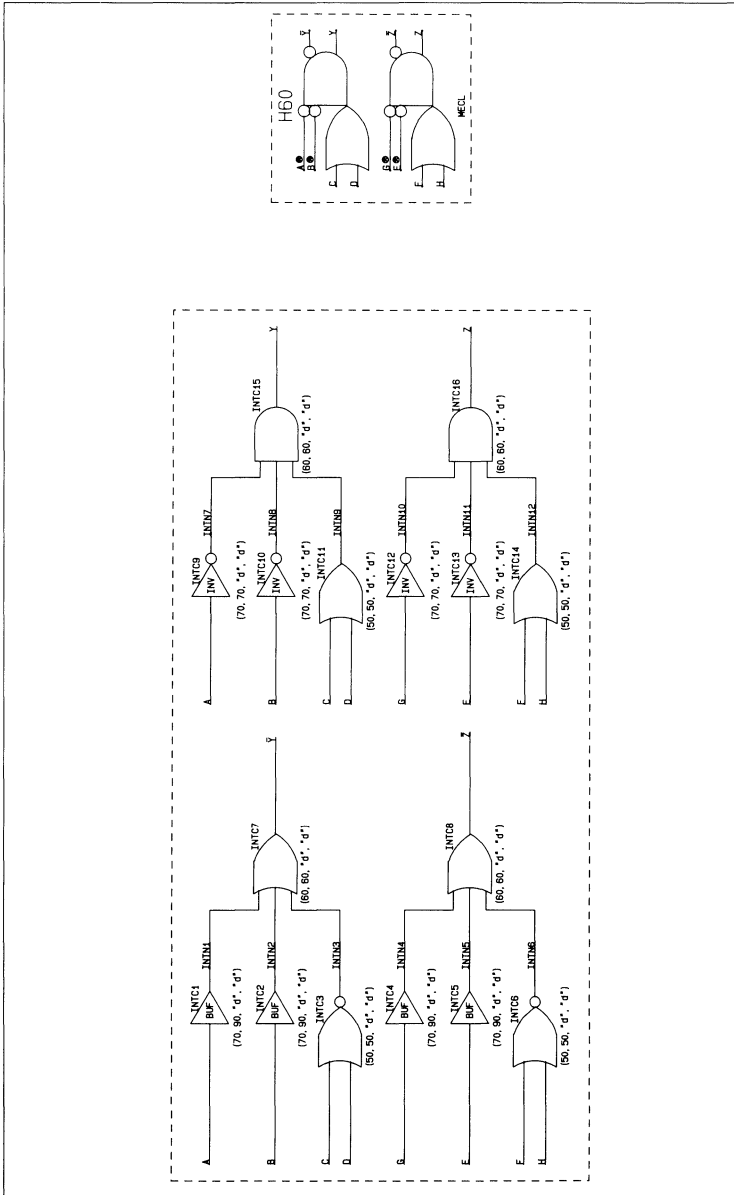 H60
A⊗
B⊗
C
D
Y̅
Y
G⊗
E⊗
F
H
Z̅
Z
MECL
A
INTC1
BUF
INTN1
(70, 90, "d", "d")
B
INTC2
BUF
INTN2
(70, 90, "d", "d")
C
D
INTC3
INTN3
(50, 50, "d", "d")
INTC7
Y̅
(60, 60, "d", "d")
G
INTC4
BUF
INTN4
(70, 90, "d", "d")
E
INTC5
BUF
INTN5
(70, 90, "d", "d")
F
H
INTC6
INTN6
(50, 50, "d", "d")
INTC8
Z̅
(60, 60, "d", "d")
A
INTC9
INV
INTN7
(70, 70, "d", "d")
B
INTC10
INV
INTN8
(70, 70, "d", "d")
C
D
INTC11
INTN9
(50, 50, "d", "d")
INTC15
Y
(60, 60, "d", "d")
G
INTC12
INV
INTN10
(70, 70, "d", "d")
E
INTC13
INV
INTN11
(70, 70, "d", "d")
F
H
INTC14
INTN12
(50, 50, "d", "d")
INTC16
Z
(60, 60, "d", "d")